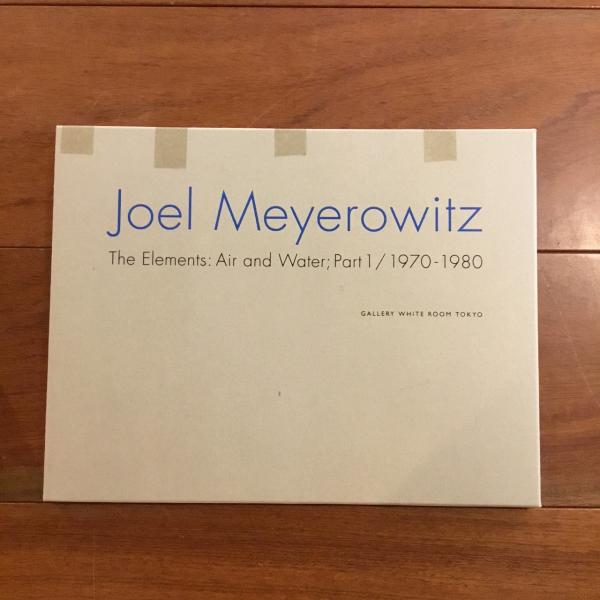 Joel Meyerowitz
The Elements: Air and Water; Part 1 / 1970-1980
GALLERY WHITE ROOM TOKYO